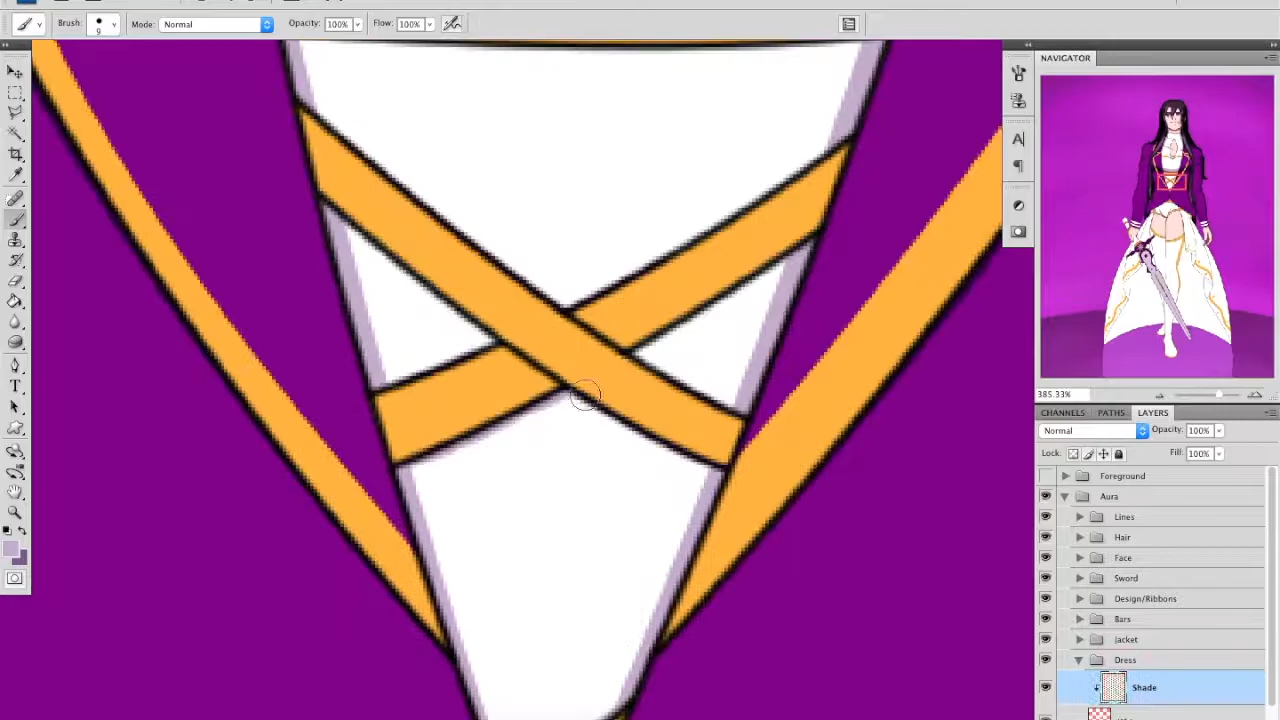 Brush: 9 Mode: Normal Opacity: 100% Flow: 100%
NAVIGATOR
385.33%
CHANNELS PATHS LAYERS
Normal Opacity: 100%
Lock: Fill: 100%
Foreground
Aura
Lines
Hair
Face
Sword
Design/Ribbons
Bars
Jacket
Dress
Shade